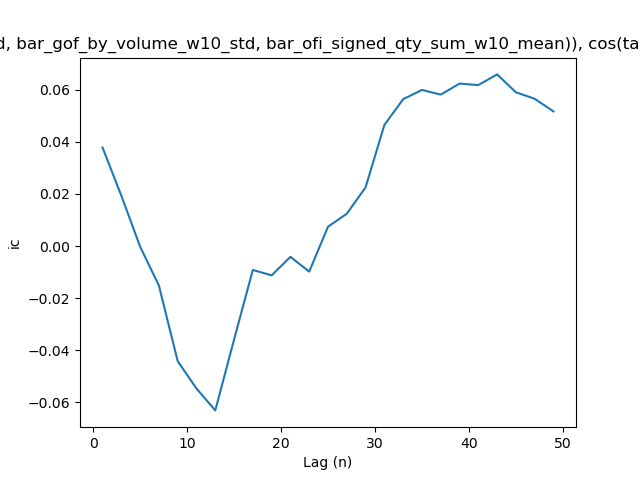 d, bar_gof_by_volume_w10_std, bar_ofi_signed_qty_sum_w10_mean)), cos(ta
0.06
0.04
0.02
0.00
−0.02
−0.04
−0.06
ic
0 10 20 30 40 50
Lag (n)